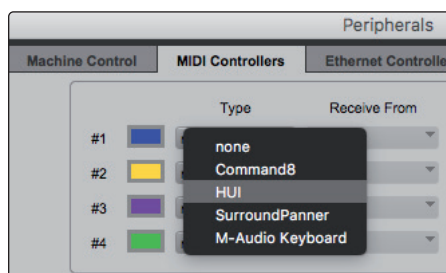 Peripherals
Machine Control MIDI Controllers Ethernet Controlle
Type Receive From
#1
none
#2 Command8
HUI
#3 SurroundPanner
#4 M-Audio Keyboard